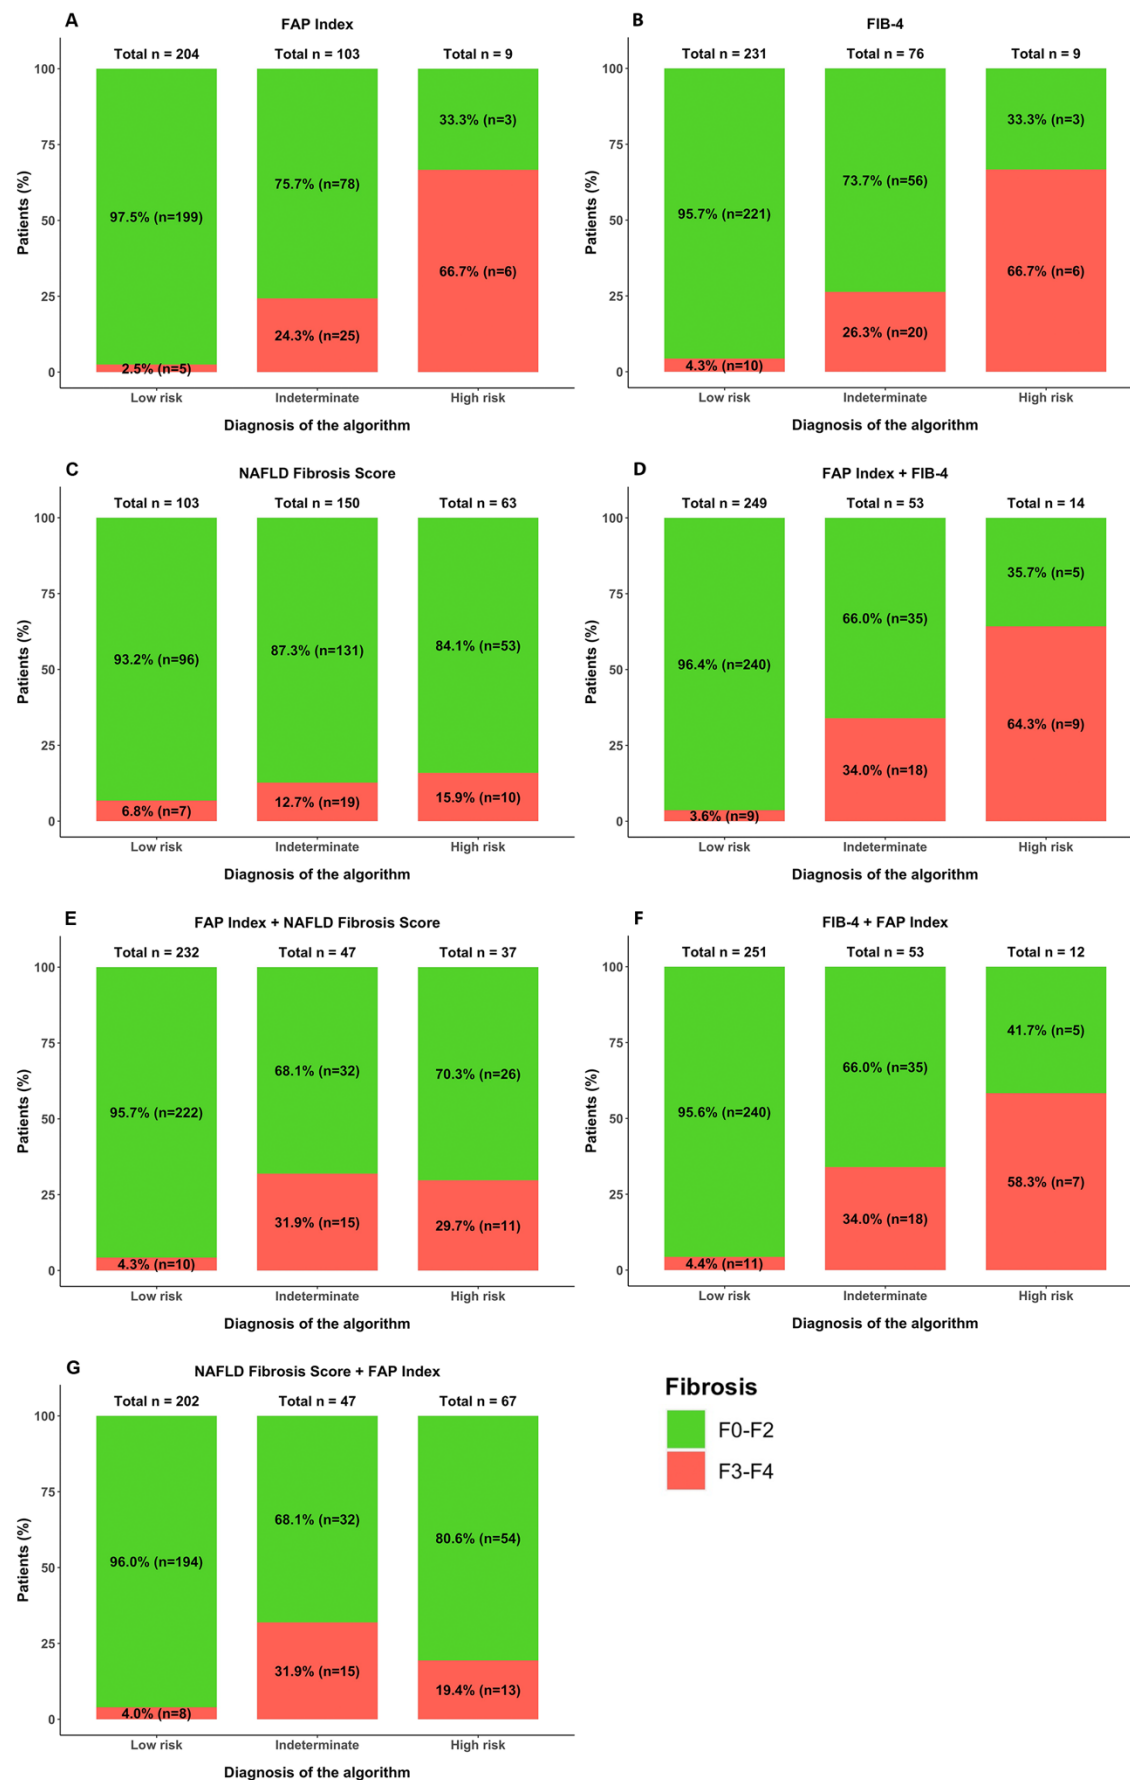 A
FAP Index
Total n = 204
Total n = 103
Total n = 9
100
75
50
25
0
Patients (%)
97.5% (n=199)
2.5% (n=5)
75.7% (n=78)
24.3% (n=25)
33.3% (n=3)
66.7% (n=6)
Low risk
Indeterminate
High risk
Diagnosis of the algorithm
B
FIB-4
Total n = 231
Total n = 76
Total n = 9
100
75
50
25
0
Patients (%)
95.7% (n=221)
4.3% (n=10)
73.7% (n=56)
26.3% (n=20)
33.3% (n=3)
66.7% (n=6)
Low risk
Indeterminate
High risk
Diagnosis of the algorithm
C
NAFLD Fibrosis Score
Total n = 103
Total n = 150
Total n = 63
100
75
50
25
0
Patients (%)
93.2% (n=96)
6.8% (n=7)
87.3% (n=131)
12.7% (n=19)
84.1% (n=53)
15.9% (n=10)
Low risk
Indeterminate
High risk
Diagnosis of the algorithm
D
FAP Index + FIB-4
Total n = 249
Total n = 53
Total n = 14
100
75
50
25
0
Patients (%)
96.4% (n=240)
3.6% (n=9)
66.0% (n=35)
34.0% (n=18)
35.7% (n=5)
64.3% (n=9)
Low risk
Indeterminate
High risk
Diagnosis of the algorithm
E
FAP Index + NAFLD Fibrosis Score
Total n = 232
Total n = 47
Total n = 37
100
75
50
25
0
Patients (%)
95.7% (n=222)
4.3% (n=10)
68.1% (n=32)
31.9% (n=15)
70.3% (n=26)
29.7% (n=11)
Low risk
Indeterminate
High risk
Diagnosis of the algorithm
F
FIB-4 + FAP Index
Total n = 251
Total n = 53
Total n = 12
100
75
50
25
0
Patients (%)
95.6% (n=240)
4.4% (n=11)
66.0% (n=35)
34.0% (n=18)
41.7% (n=5)
58.3% (n=7)
Low risk
Indeterminate
High risk
Diagnosis of the algorithm
G
NAFLD Fibrosis Score + FAP Index
Total n = 202
Total n = 47
Total n = 67
100
75
50
25
0
Patients (%)
96.0% (n=194)
4.0% (n=8)
68.1% (n=32)
31.9% (n=15)
80.6% (n=54)
19.4% (n=13)
Low risk
Indeterminate
High risk
Diagnosis of the algorithm
Fibrosis
F0-F2
F3-F4